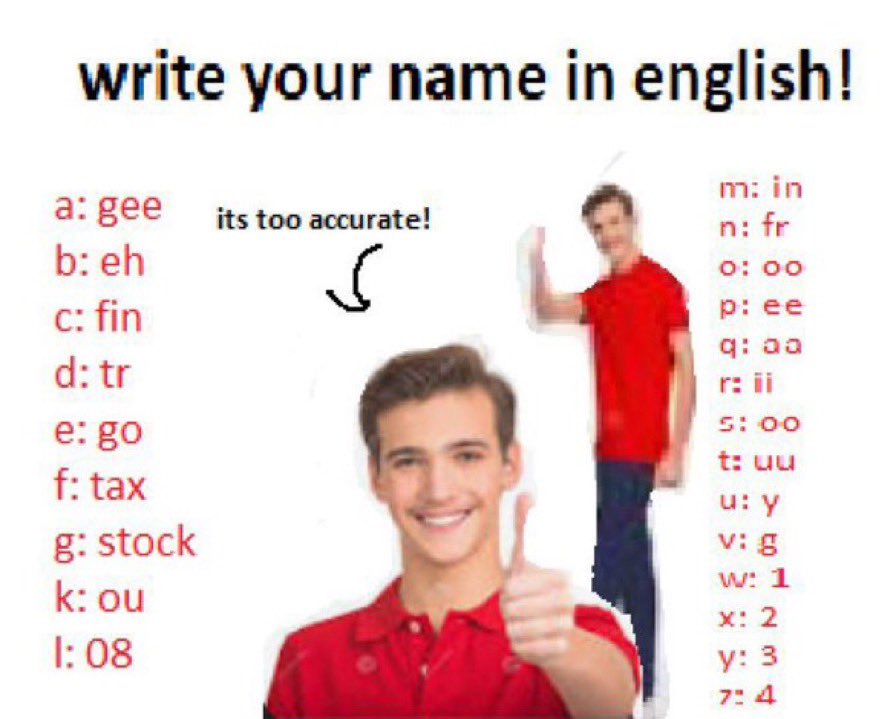 write your name in english!
its too accurate!
a: gee
b: eh
c: fin
d: tr
e: go
f: tax
g: stock
k: ou
l: 08
m: in
n: fr
o: oo
p: ee
q: aa
r: ii
s: oo
t: uu
u: y
v: g
w: 1
x: 2
y: 3
z: 4